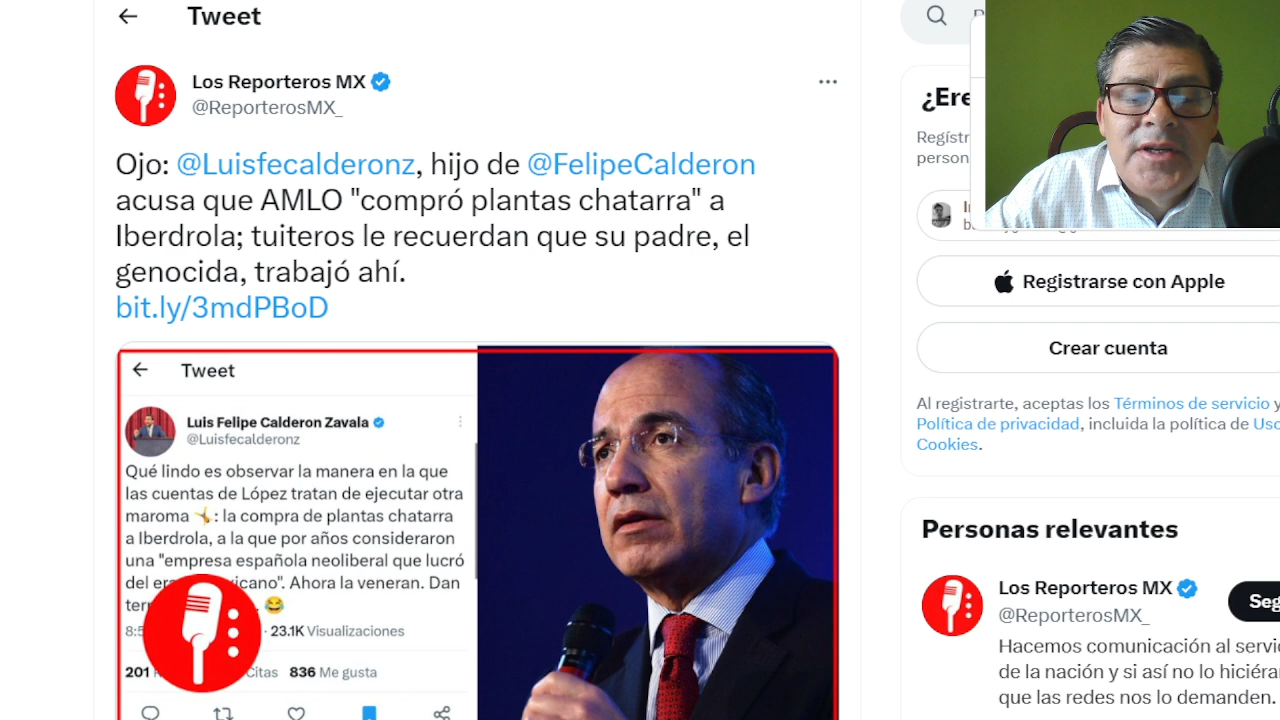 Tweet
Los Reporteros MX
@ReporterosMX_
Ojo: @Luisfecalderonz, hijo de @FelipeCalderon
acusa que AMLO "compró plantas chatarra" a
Iberdrola; tuiteros le recuerdan que su padre, el
genocida, trabajó ahí.
bit.ly/3mdPBoD
Tweet
Luis Felipe Calderon Zavala
@Luisfecalderonz
Qué lindo es observar la manera en la que
las cuentas de López tratan de ejecutar otra
maroma : la compra de plantas chatarra
a Iberdrola, a la que por años consideraron
una "empresa española neoliberal que lucró
del Ahora la veneran. Dan
23.1K Visualizaciones
201 Citas 836 Me gusta
¿Ere
Regístr
person
Registrarse con Apple
Crear cuenta
Al registrarte, aceptas los Términos de servicio y
Política de privacidad, incluida la política de Uso
Cookies.
Personas relevantes
Los Reporteros MX
@ReporterosMX_
Seg
Hacemos comunicación al servi
de la nación y si así no lo hiciéra
que las redes nos lo demanden.